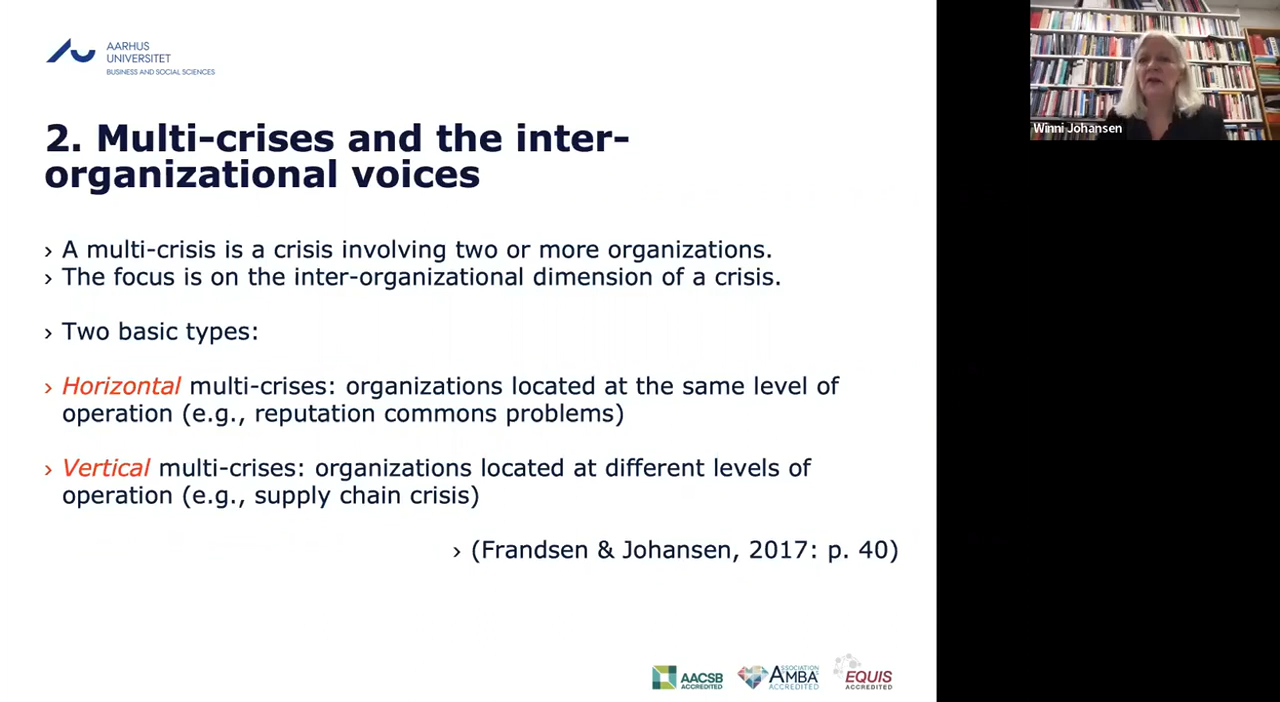 AARHUS
UNIVERSITET
BUSINESS AND SOCIAL SCIENCES
Winni Johansen
2. Multi-crises and the inter-
organizational voices
› A multi-crisis is a crisis involving two or more organizations.
› The focus is on the inter-organizational dimension of a crisis.
› Two basic types:
› Horizontal multi-crises: organizations located at the same level of
operation (e.g., reputation commons problems)
› Vertical multi-crises: organizations located at different levels of
operation (e.g., supply chain crisis)
› (Frandsen & Johansen, 2017: p. 40)
AACSB
ACCREDITED
ASSOCIATION
AMBA
ACCREDITED
EQUIS
ACCREDITED